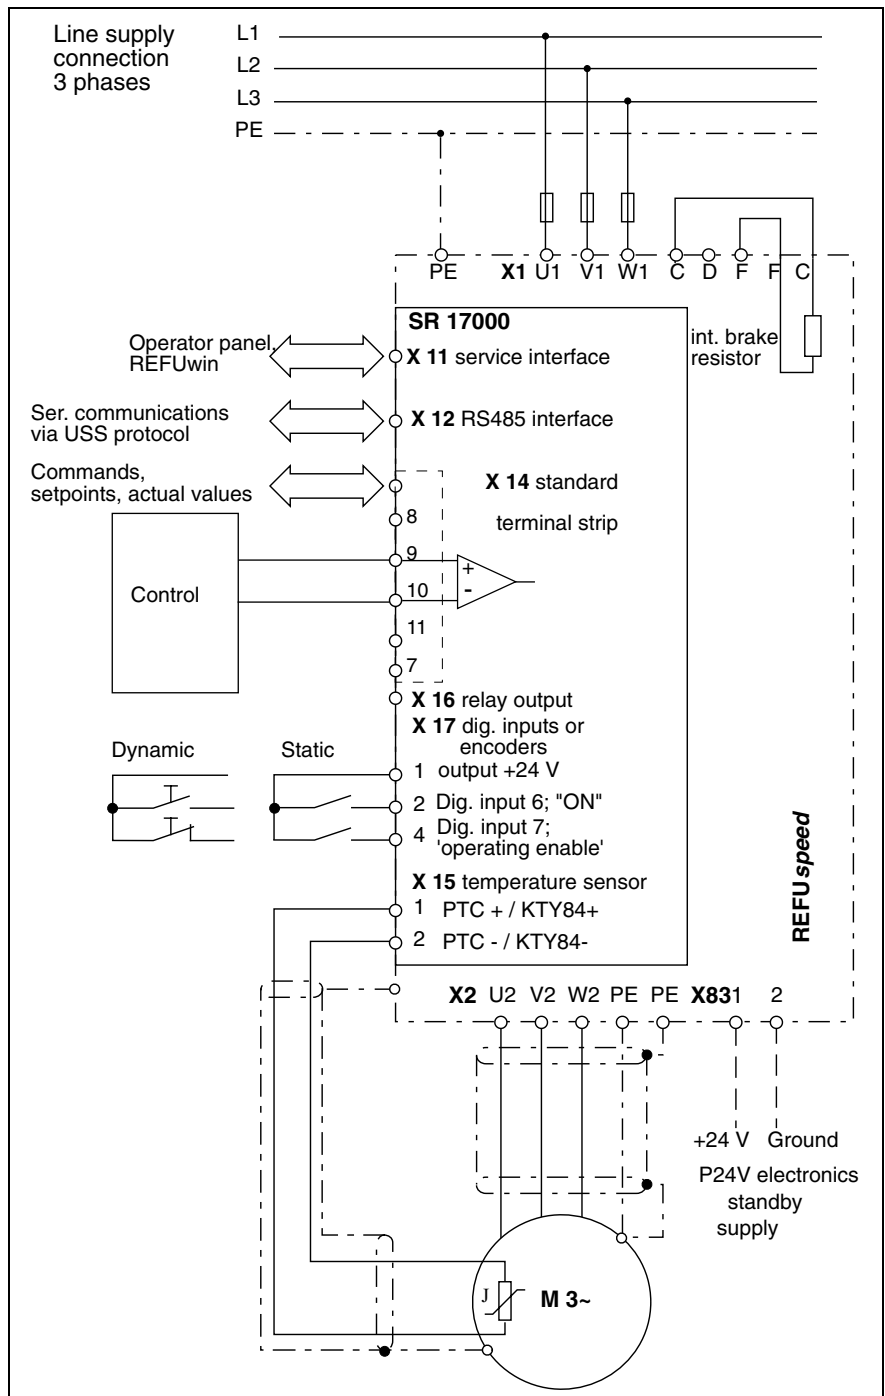 Line supply
connection
3 phases
L1
L2
L3
PE
PE X1 U1 V1 W1 C D F F C
SR 17000
int. brake
resistor
Operator panel,
REFUwin
X 11 service interface
Ser. communications
via USS protocol
X 12 RS485 interface
Commands,
setpoints, actual values
X 14 standard
terminal strip
8
9
10
11
7
+
-
Control
X 16 relay output
X 17 dig. inputs or
encoders
Dynamic
Static
1 output +24 V
2 Dig. input 6; "ON"
4 Dig. input 7;
'operating enable'
X 15 temperature sensor
1 PTC + / KTY84+
2 PTC - / KTY84-
REFUspeed
X2 U2 V2 W2 PE PE X83 1 2
+24 V Ground
P24V electronics
standby
supply
J
M 3~